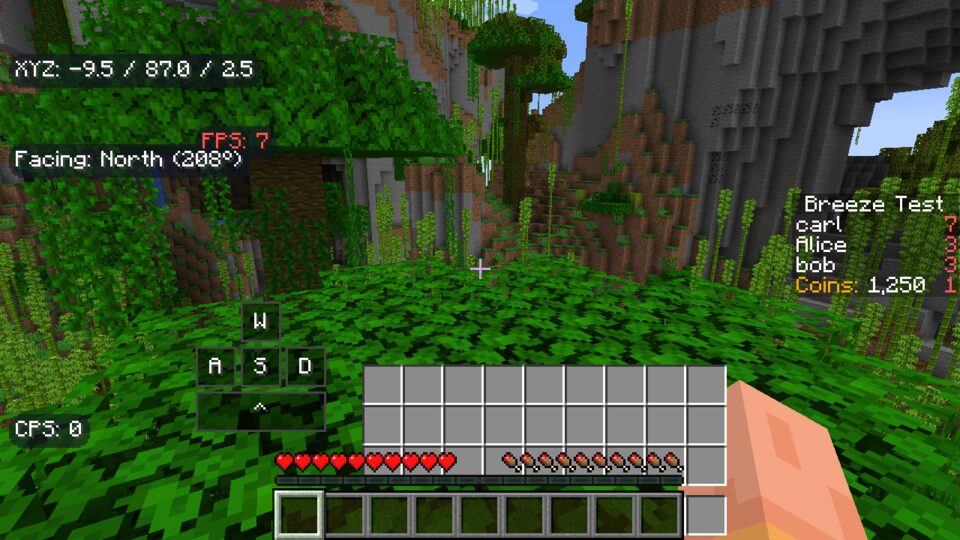 XYZ: -9.5 / 87.0 / 2.5
FPS: 7
Facing: North (208º)
Breeze Test
carl 7
Alice 3
bob 3
Coins: 1,250 1
W
A S D
^
CPS: 0